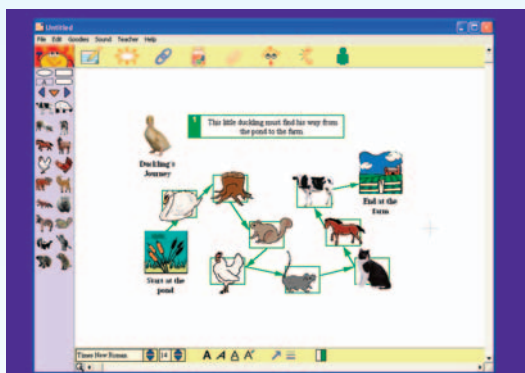 Untitled
File Edit Goodies Sound Teacher Help
A
1
This little duckling must find his way from
the pond to the farm.
Duckling's
Journey
End at the
farm
Start at the
pond
Times New Roman 14 A A A A